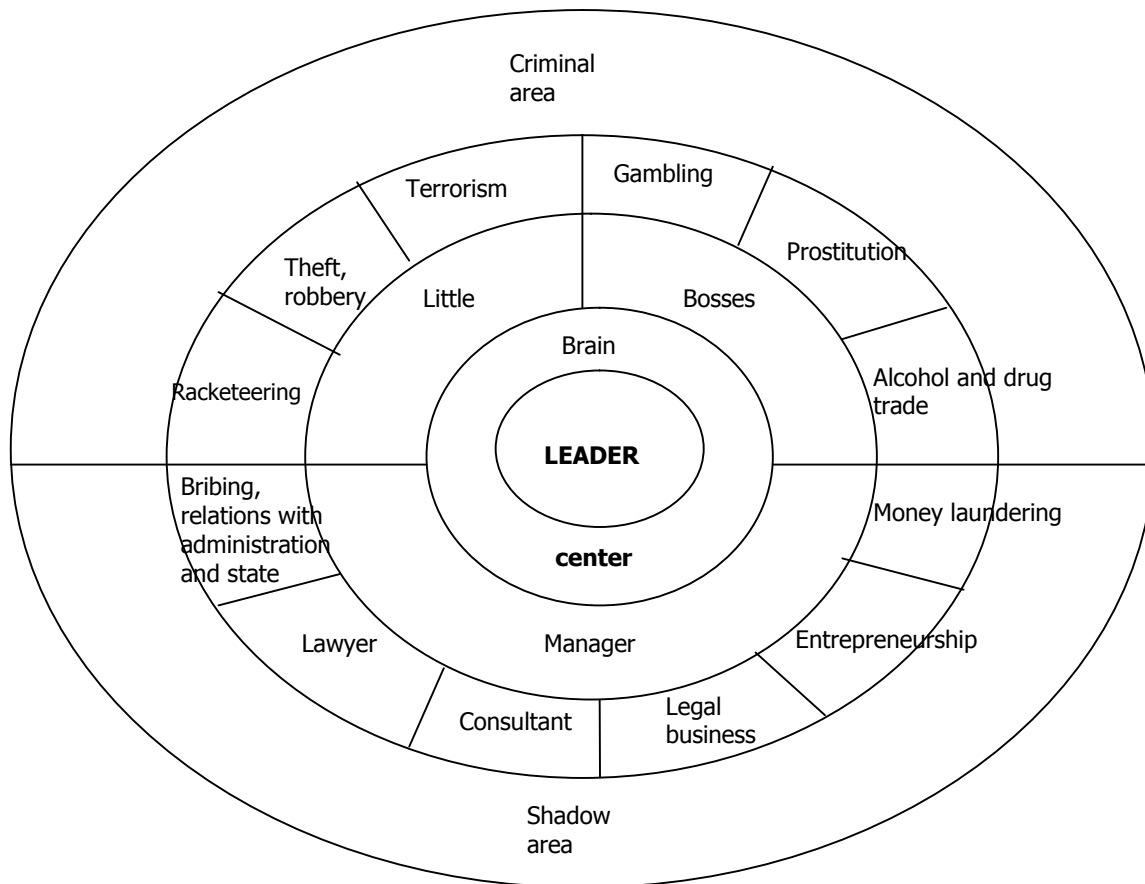 Criminal
area
Terrorism
Gambling
Theft,
robbery
Prostitution
Little
Bosses
Brain
Racketeering
Alcohol and drug
trade
LEADER
Bribing,
relations with
administration
and state
Money laundering
center
Lawyer
Manager
Entrepreneurship
Consultant
Legal
business
Shadow
area